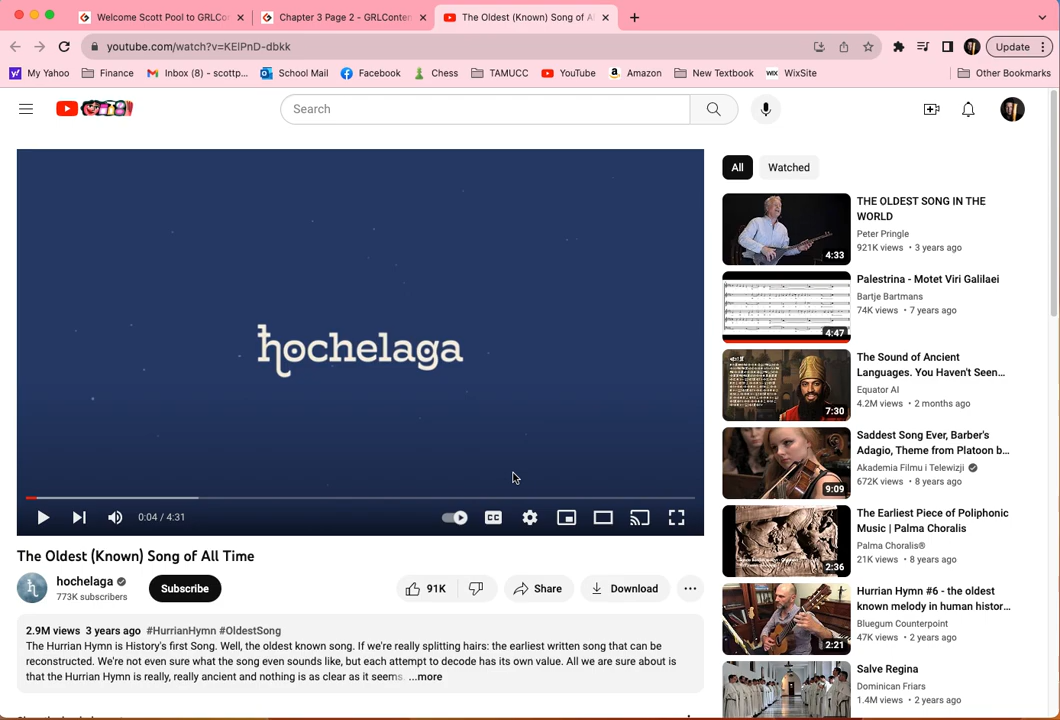 Welcome Scott Pool to GRLCo
Chapter 3 Page 2 - GRLConten
The Oldest (Known) Song of A
youtube.com/watch?v=KElPnD-dbkk
Update
My Yahoo
Finance
Inbox (8) - scottp...
School Mail
Facebook
Chess
TAMUCC
YouTube
Amazon
New Textbook
WixSite
Other Bookmarks
Search
hochelaga
0:04 / 4:31
CC
The Oldest (Known) Song of All Time
hochelaga
773K subscribers
Subscribe
91K
Share
Download
2.9M views 3 years ago #HurrianHymn #OldestSong
The Hurrian Hymn is History's first Song. Well, the oldest known song. If we're really splitting hairs: the earliest written song that can be
reconstructed. We're not even sure what the song even sounds like, but each attempt to decode has its own value. All we are sure about is
that the Hurrian Hymn is really, really ancient and nothing is as clear as it seems. ...more
All
Watched
4:33
THE OLDEST SONG IN THE
WORLD
Peter Pringle
921K views • 3 years ago
4:47
Palestrina - Motet Viri Galilaei
Bartje Bartmans
74K views • 7 years ago
7:30
The Sound of Ancient
Languages. You Haven't Seen...
Equator AI
4.2M views • 2 months ago
9:09
Saddest Song Ever, Barber's
Adagio, Theme from Platoon b...
Akademia Filmu i Telewizji
672K views • 8 years ago
2:36
The Earliest Piece of Poliphonic
Music | Palma Choralis
Palma Choralis®
21K views • 8 years ago
2:21
Hurrian Hymn #6 - the oldest
known melody in human histor...
Bluegum Counterpoint
47K views • 2 years ago
Salve Regina
Dominican Friars
1.4M views • 2 years ago